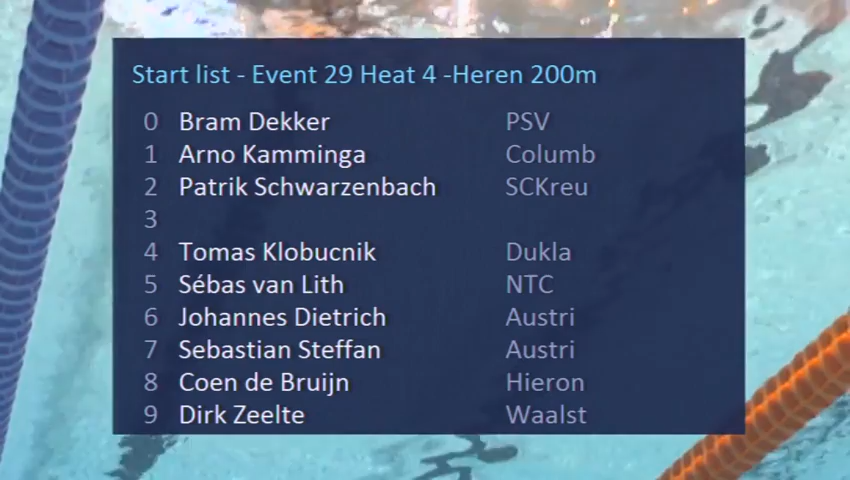 Start list - Event 29 Heat 4 -Heren 200m
0 Bram Dekker PSV
1 Arno Kamminga Columb
2 Patrik Schwarzenbach SCKreu
3
4 Tomas Klobucnik Dukla
5 Sébas van Lith NTC
6 Johannes Dietrich Austri
7 Sebastian Steffan Austri
8 Coen de Bruijn Hieron
9 Dirk Zeelte Waalst